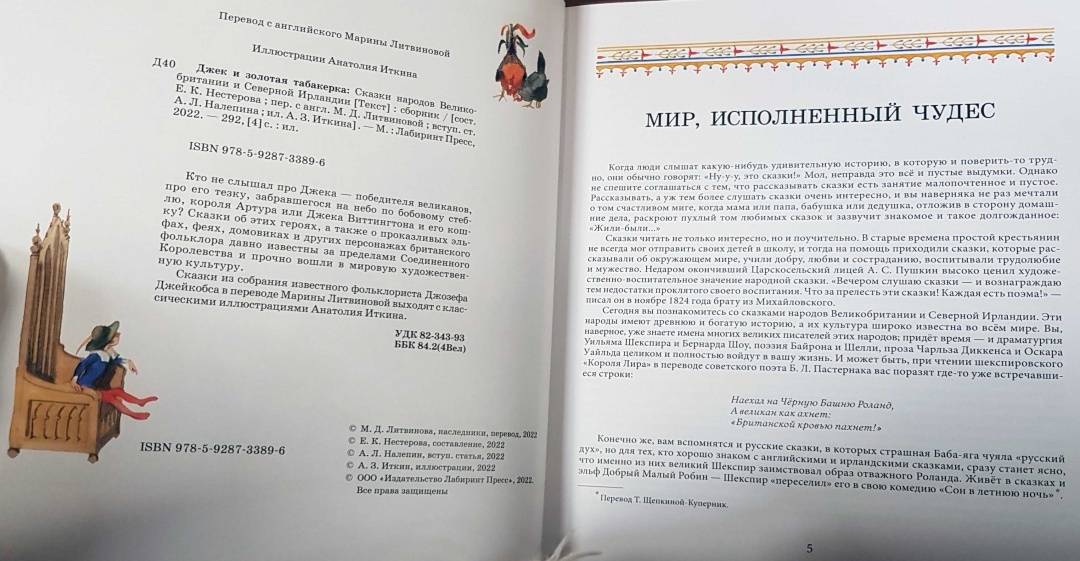 Перевод с английского Марины Литвиновой
Иллюстрации Анатолия Иткина
Д40
Джек и золотая табакерка: Сказки народов Велико-
британии и Северной Ирландии [Текст] : сборник / [сост.
Е. К. Нестерова ; пер. с англ. М. Д. Литвиновой ; вступ. ст.
А. Л. Налепина ; ил. А. З. Иткина]. — М. : Лабиринт Пресс,
2022. — 292, [4] с. : ил.
ISBN 978-5-9287-3389-6
Кто не слышал про Джека — победителя великанов,
про его тезку, забравшегося на небо по бобовому стеб-
лю, короля Артура или Джека Виттингтона и его кош-
ку? Сказки об этих героях, а также о проказливых эль-
фах, феях, домовиках и других персонажах британского
фольклора давно известны за пределами Соединенного
Королевства и прочно вошли в мировую художествен-
ную культуру.
Сказки из собрания известного фольклориста Джозефа
Джейкобса в переводе Марины Литвиновой выходят с клас-
сическими иллюстрациями Анатолия Иткина.
УДК 82-343-93
ББК 84.2(4Вел)
ISBN 978-5-9287-3389-6
© М. Д. Литвинова, наследники, перевод, 2022
© Е. К. Нестерова, составление, 2022
© А. Л. Налепин, вступ. статья, 2022
© А. З. Иткин, иллюстрации, 2022
© ООО «Издательство Лабиринт Пресс», 2022.
Все права защищены
МИР, ИСПОЛНЕННЫЙ ЧУДЕС
Когда люди слышат какую-нибудь удивительную историю, в которую и поверить-то труд-
но, они обычно говорят: «Ну-у-у, это сказки!» Мол, неправда это всё и пустые выдумки. Однако
не спешите соглашаться с тем, что рассказывать сказки есть занятие малопочтенное и пустое.
Рассказывать, а уж тем более слушать сказки очень интересно, и вы наверняка не раз мечтали
о том счастливом миге, когда мама или папа, бабушка или дедушка, отложив в сторону домаш-
ние дела, раскроют пухлый том любимых сказок и зазвучит знакомое и такое долгожданное:
«Жили-были...»
Сказки читать не только интересно, но и поучительно. В старые времена простой крестьянин
не всегда мог отправить своих детей в школу, и тогда на помощь приходили сказки, которые рас-
сказывали об окружающем мире, учили добру, любви и состраданию, воспитывали трудолюбие
и мужество. Недаром окончивший Царскосельский лицей А. С. Пушкин высоко ценил художе-
ственно-воспитательное значение народной сказки. «Вечером слушаю сказки — и вознаграждаю
тем недостатки проклятого своего воспитания. Что за прелесть эти сказки! Каждая есть поэма!» —
писал он в ноябре 1824 года брату из Михайловского.
Сегодня вы познакомитесь со сказками народов Великобритании и Северной Ирландии. Эти
народы имеют древнюю и богатую историю, а их культура широко известна во всём мире. Вы,
наверное, уже знаете имена многих великих писателей этих народов; придёт время — и драматургия
Уильяма Шекспира и Бернарда Шоу, поэзия Байрона и Шелли, проза Чарльза Диккенса и Оскара
Уайльда целиком и полностью войдут в вашу жизнь. И может быть, при чтении шекспировского
«Короля Лира» в переводе советского поэта Б. Л. Пастернака вас поразят где-то уже встречавши-
еся строки:
Наехал на Чёрную Башню Роланд,
А великан как ахнет:
«Британской кровью пахнет!»
Конечно же, вам вспомнятся и русские сказки, в которых страшная Баба-яга чуяла «русский
дух», но для тех, кто хорошо знаком с английскими и ирландскими сказками, сразу станет ясно,
что именно из них великий Шекспир заимствовал образ отважного Роланда. Живёт в сказках и
эльф Добрый Малый Робин — Шекспир «переселил» его в свою комедию «Сон в летнюю ночь»*.
* Перевод Т. Щепкиной-Куперник.
5